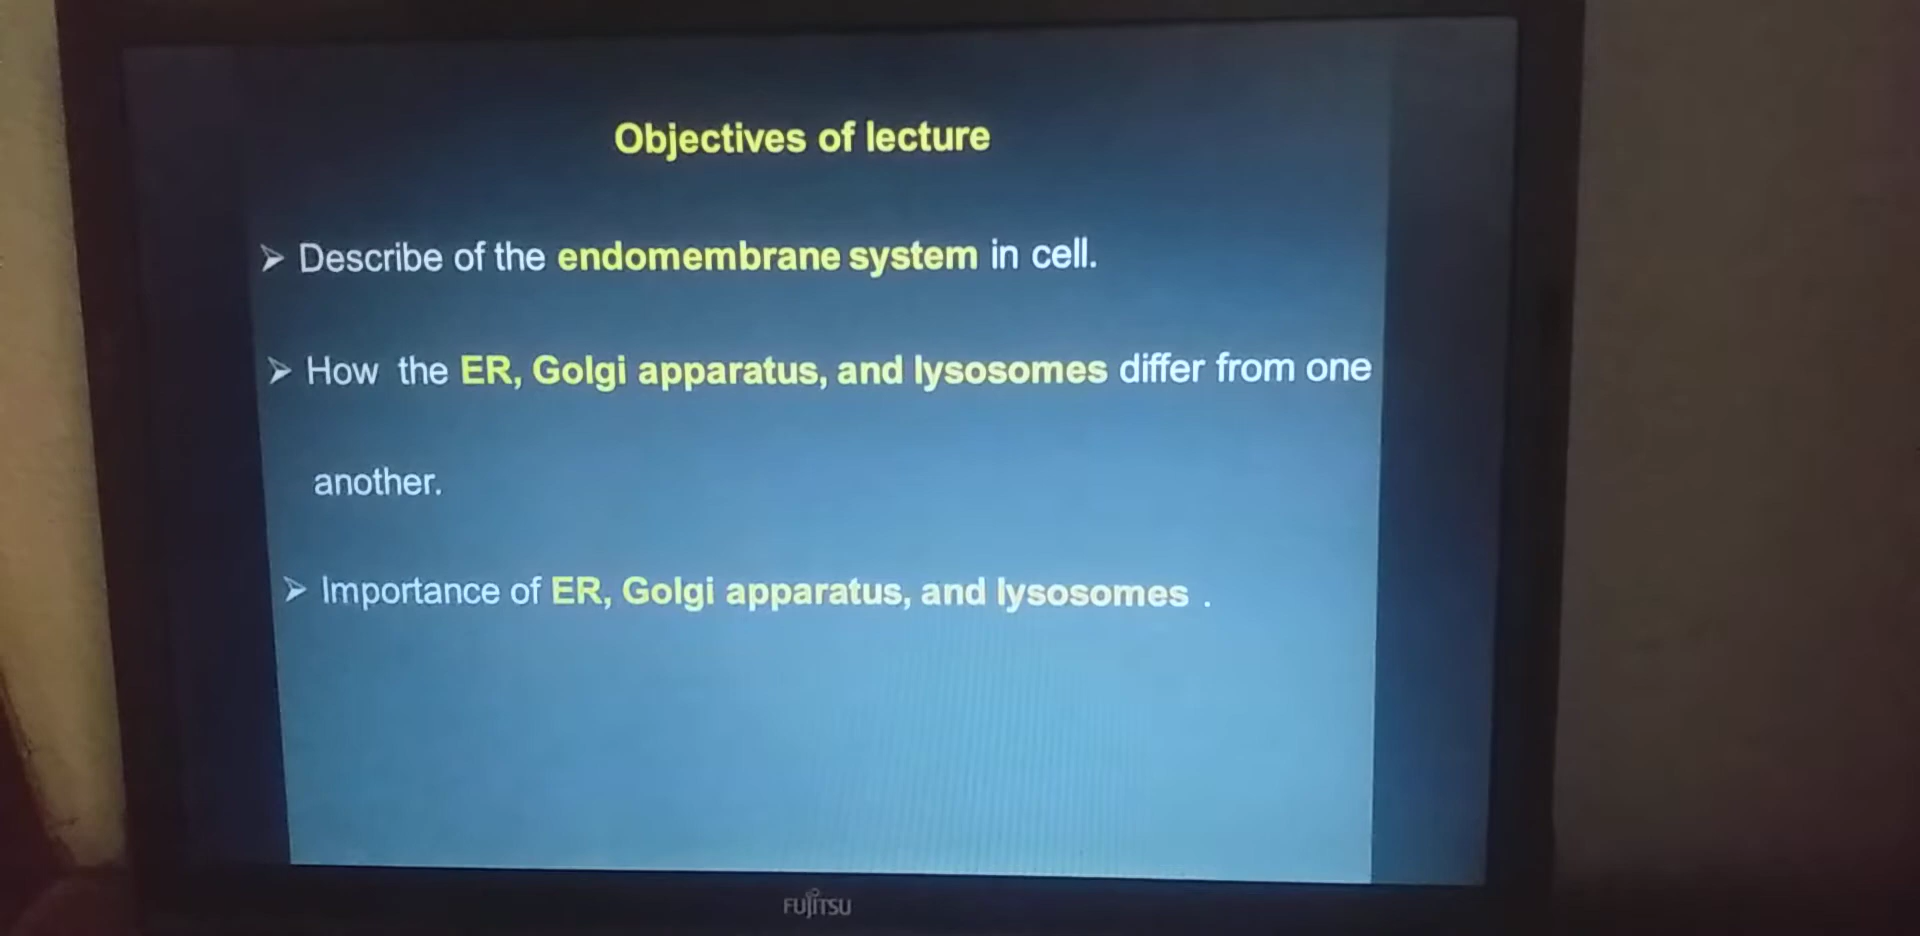 Objectives of lecture
➢ Describe of the endomembrane system in cell.
➢ How the ER, Golgi apparatus, and lysosomes differ from one
another.
➢ Importance of ER, Golgi apparatus, and lysosomes .
FUJITSU